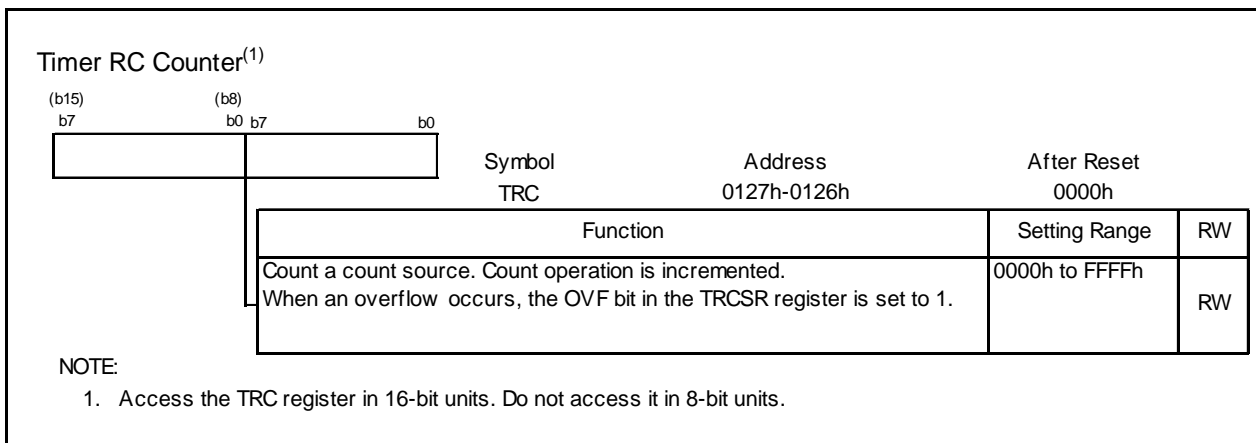 Timer RC Counter(1)
(b15) (b8)
b7 b0 b7 b0
Symbol Address After Reset
TRC 0127h-0126h 0000h
Function Setting Range RW
Count a count source. Count operation is incremented. 0000h to FFFFh
When an overflow occurs, the OVF bit in the TRCSR register is set to 1. RW
NOTE:
1. Access the TRC register in 16-bit units. Do not access it in 8-bit units.